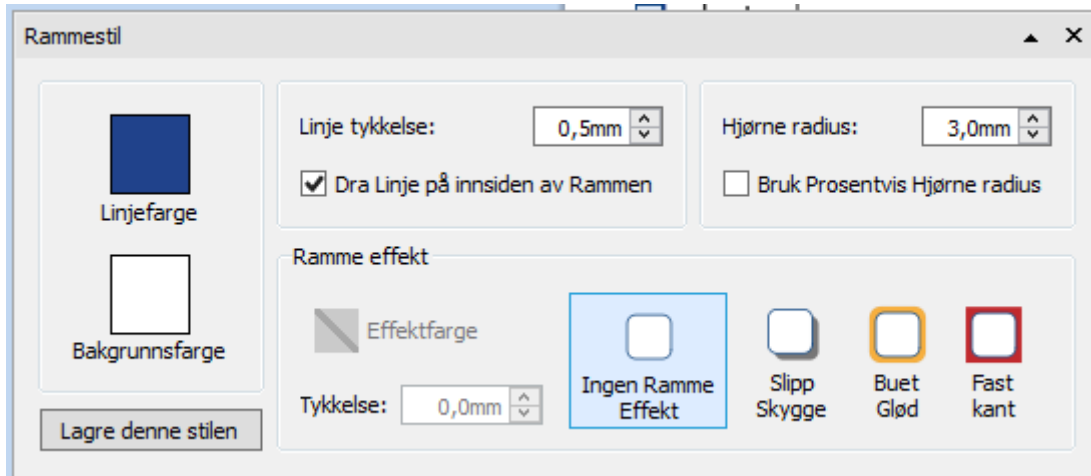 Rammestil
Linjefarge
Bakgrunnsfarge
Lagre denne stilen
Linje tykkelse: 0,5mm
Dra Linje på innsiden av Rammen
Hjørne radius: 3,0mm
Bruk Prosentvis Hjørne radius
Ramme effekt
Effektfarge
Tykkelse: 0,0mm
Ingen Ramme
Effekt
Slipp
Skygge
Buet
Glød
Fast
kant